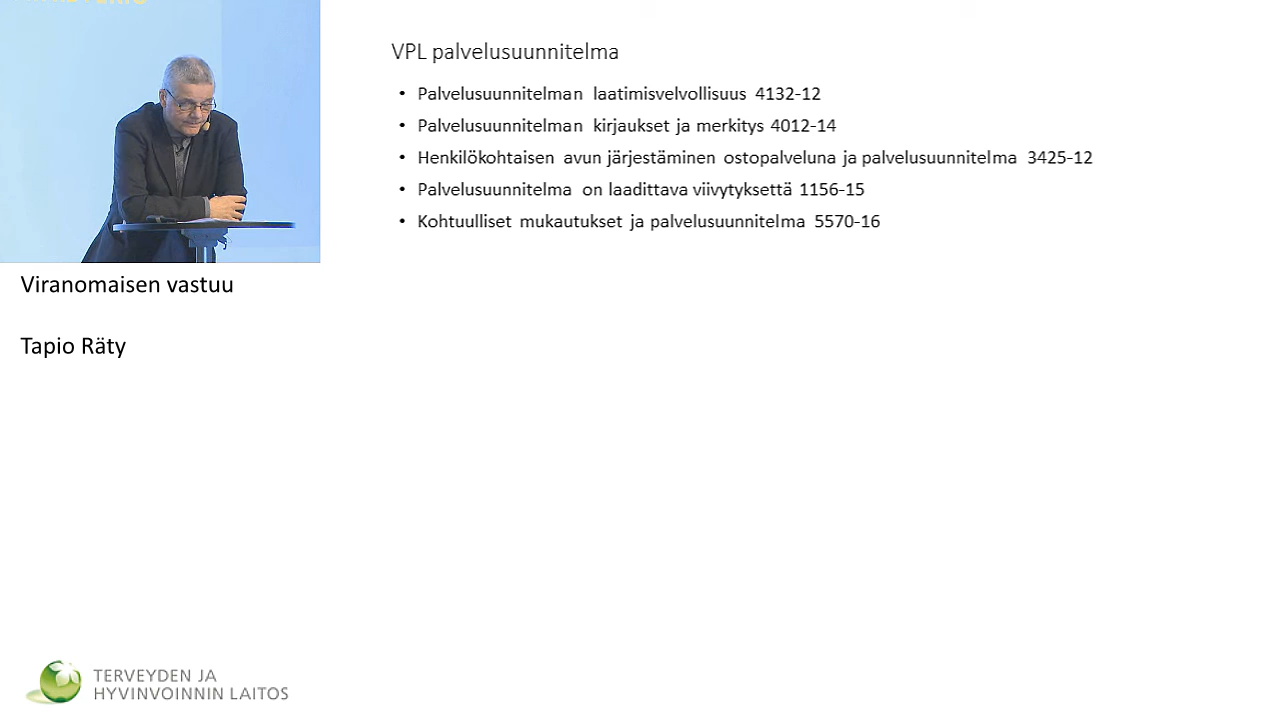 VPL palvelusuunnitelma
• Palvelusuunnitelman laatimisvelvollisuus 4132-12
• Palvelusuunnitelman kirjaukset ja merkitys 4012-14
• Henkilökohtaisen avun järjestäminen ostopalveluna ja palvelusuunnitelma 3425-12
• Palvelusuunnitelma on laadittava viivytyksettä 1156-15
• Kohtuulliset mukautukset ja palvelusuunnitelma 5570-16
Viranomaisen vastuu
Tapio Räty
TERVEYDEN JA
HYVINVOINNIN LAITOS